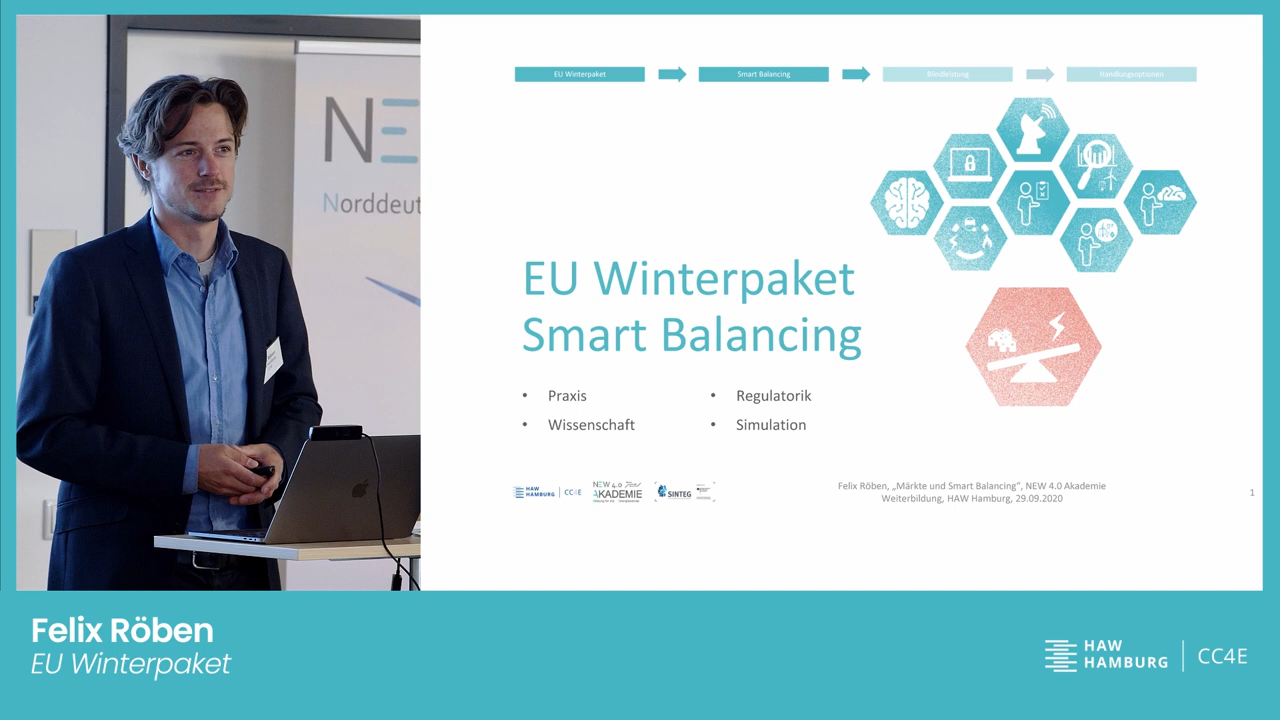 NE
Norddeut
EU Winterpaket
Smart Balancing
Blindleistung
Handlungsoptionen
EU Winterpaket
Smart Balancing
• Praxis
• Wissenschaft
• Regulatorik
• Simulation
HAW
HAMBURG
CC4E
NEW 4.0
AKADEMIE
SINTEG
Felix Röben, „Märkte und Smart Balancing“, NEW 4.0 Akademie
Weiterbildung, HAW Hamburg, 29.09.2020
1
Felix Röben
EU Winterpaket
HAW
HAMBURG
CC4E